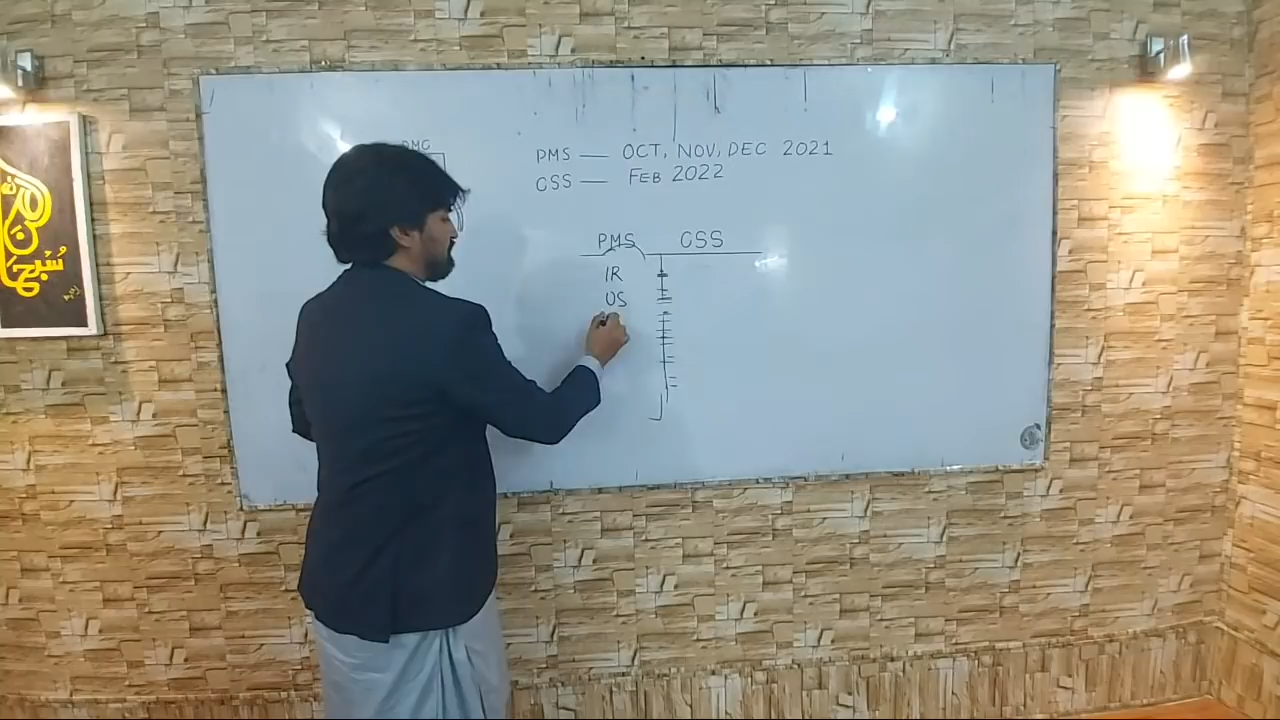 PMS — OCT, NOV, DEC 2021
CSS — FEB 2022
PMS CSS
IR
US